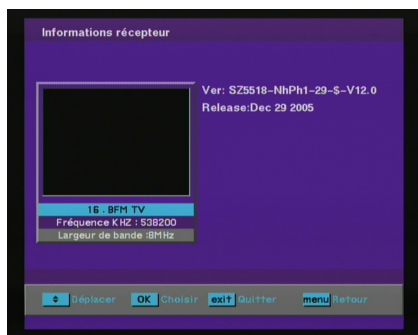 Informations récepteur
Ver: SZ5518-NhPh1-29-S-V12.0
Release:Dec 29 2005
16 . BFM TV
Fréquence KHZ : 538200
Largeur de bande :8MHz
Déplacer OK Choisir exit Quitter menu Retour